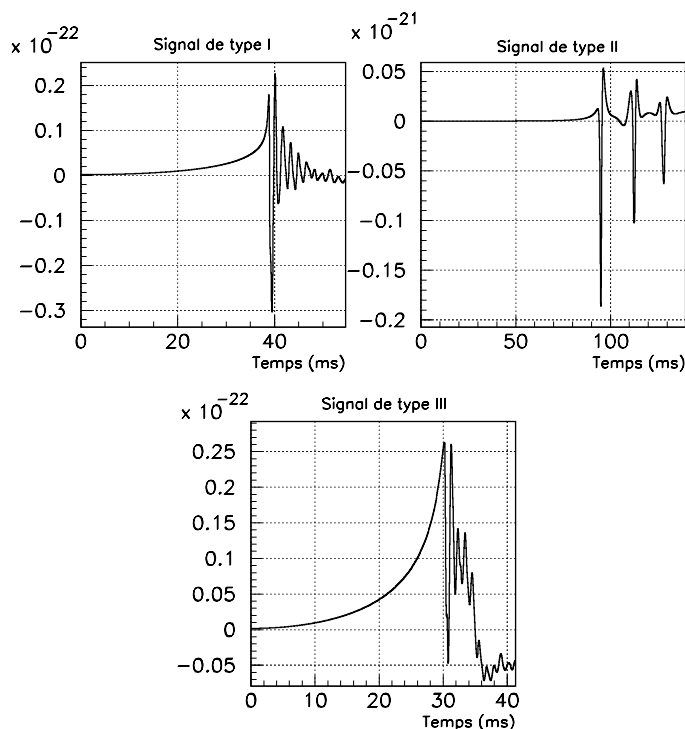 x 10-22
Signal de type I
0.2
0.1
0
-0.1
-0.2
-0.3
0 20 40
Temps (ms)
x 10-21
Signal de type II
0.05
0
-0.05
-0.1
-0.15
-0.2
0 50 100
Temps (ms)
x 10-22
Signal de type III
0.25
0.2
0.15
0.1
0.05
0
-0.05
0 10 20 30 40
Temps (ms)